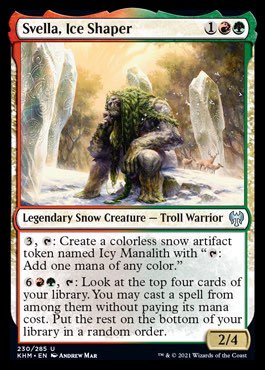 Svella, Ice Shaper 1
Legendary Snow Creature — Troll Warrior
3, : Create a colorless snow artifact
token named Icy Manalith with “ :
Add one mana of any color.”
6 , : Look at the top four cards of
your library. You may cast a spell from
among them without paying its mana
cost. Put the rest on the bottom of your
library in a random order.
2/4
230/285 U
KHM • EN Andrew Mar
™ & © 2021 Wizards of the Coast